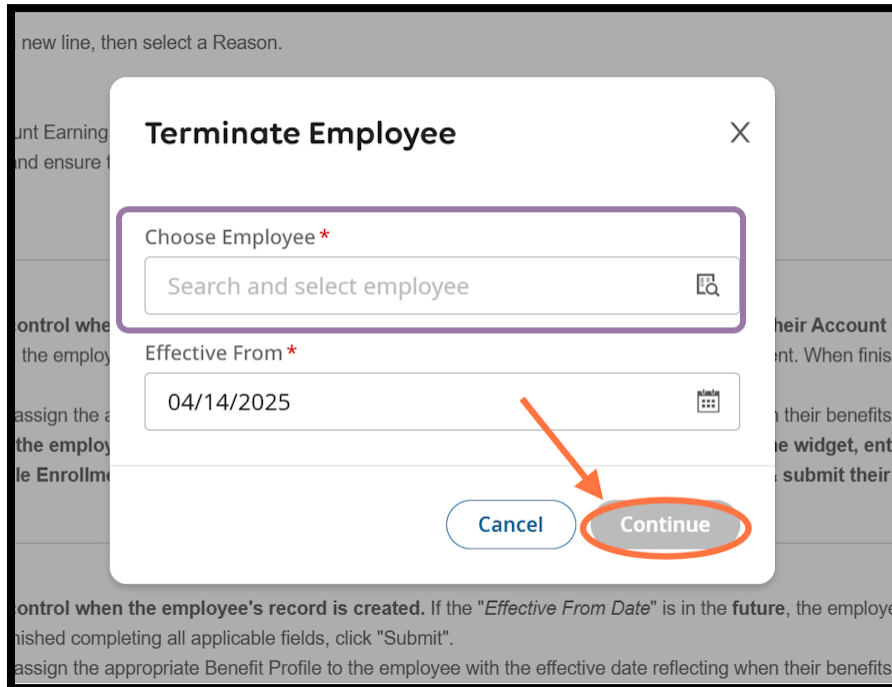 new line, then select a Reason.
unt Earning
and ensure
Terminate Employee
Choose Employee *
Search and select employee
control whe
heir Account
the employ
ent. When finis
Effective From *
04/14/2025
assign the a
their benefits
the employ
e widget, ent
le Enrollme
submit their
Cancel
Continue
control when the employee's record is created. If the "Effective From Date" is in the future, the employe
nished completing all applicable fields, click "Submit".
assign the appropriate Benefit Profile to the employee with the effective date reflecting when their benefits